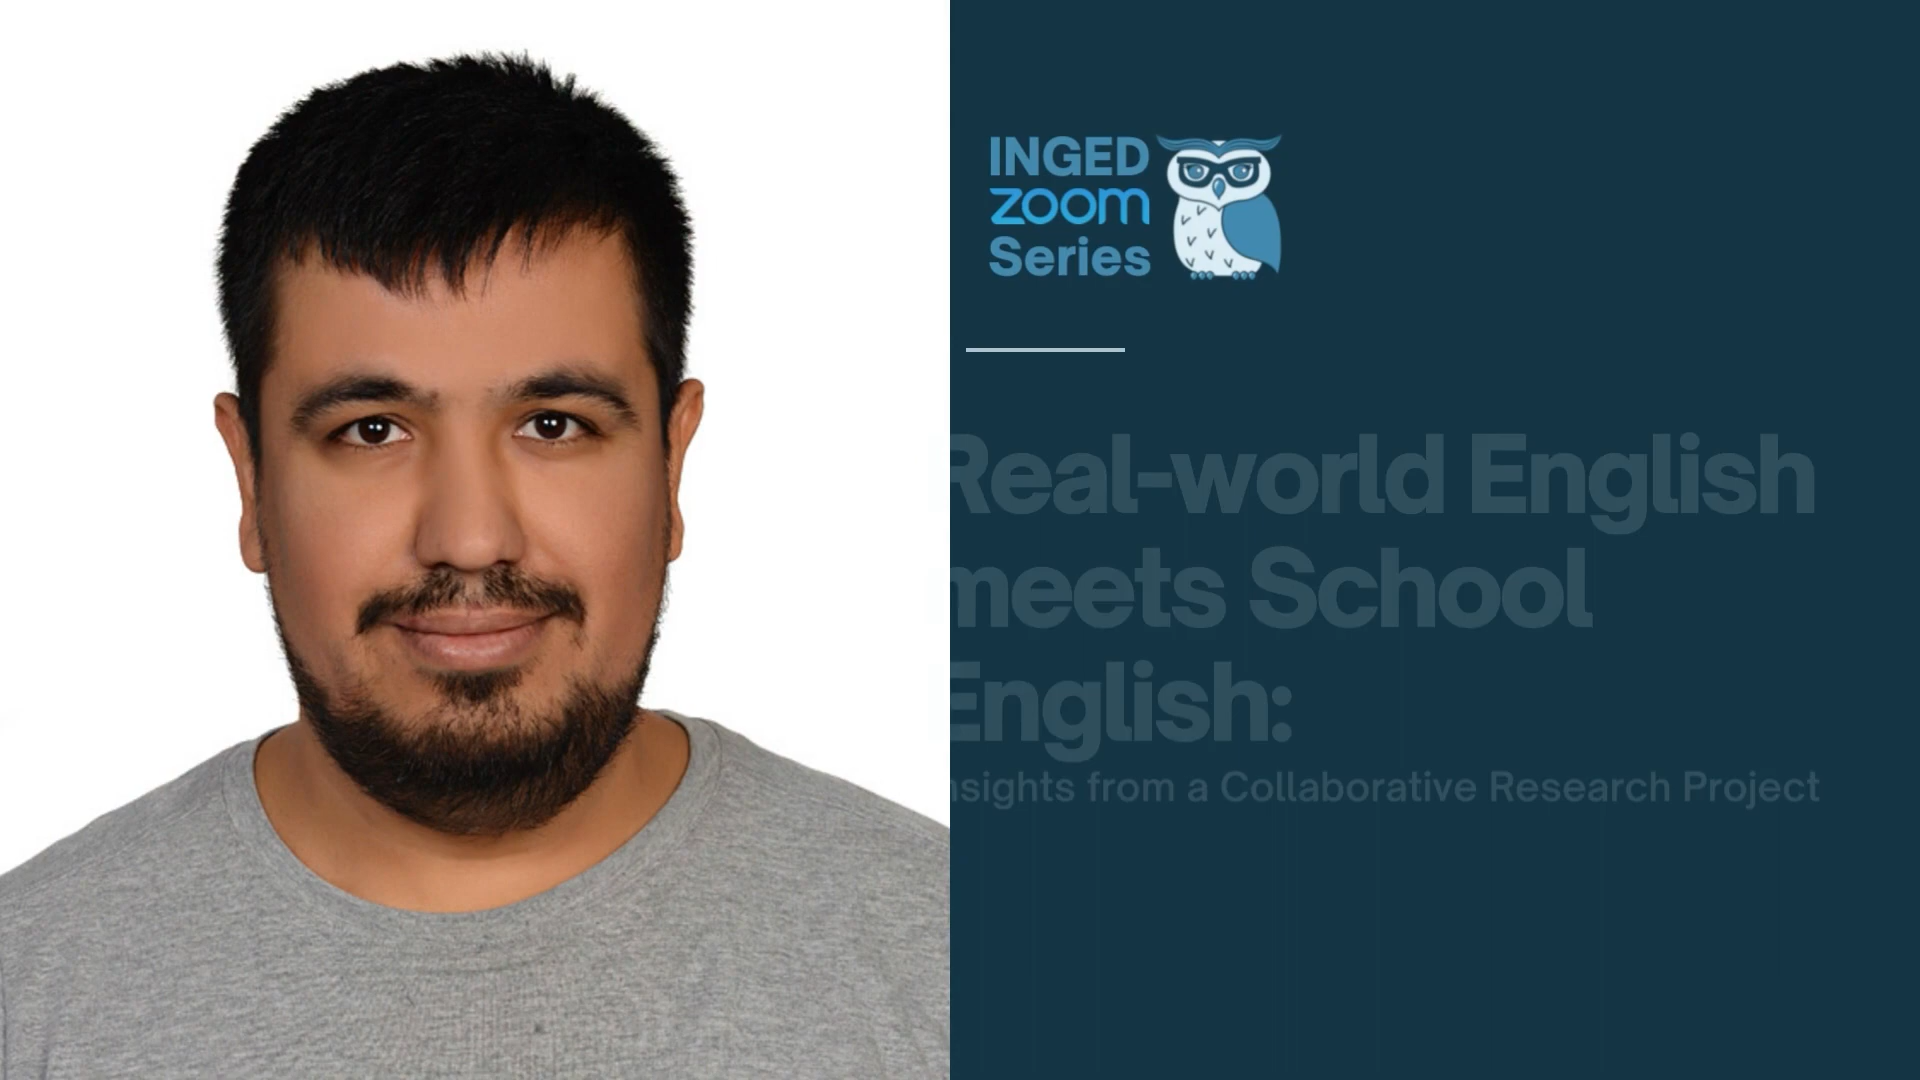 INGED
zoom
Series
Real-world English
meets School
English:
nsights from a Collaborative Research Project